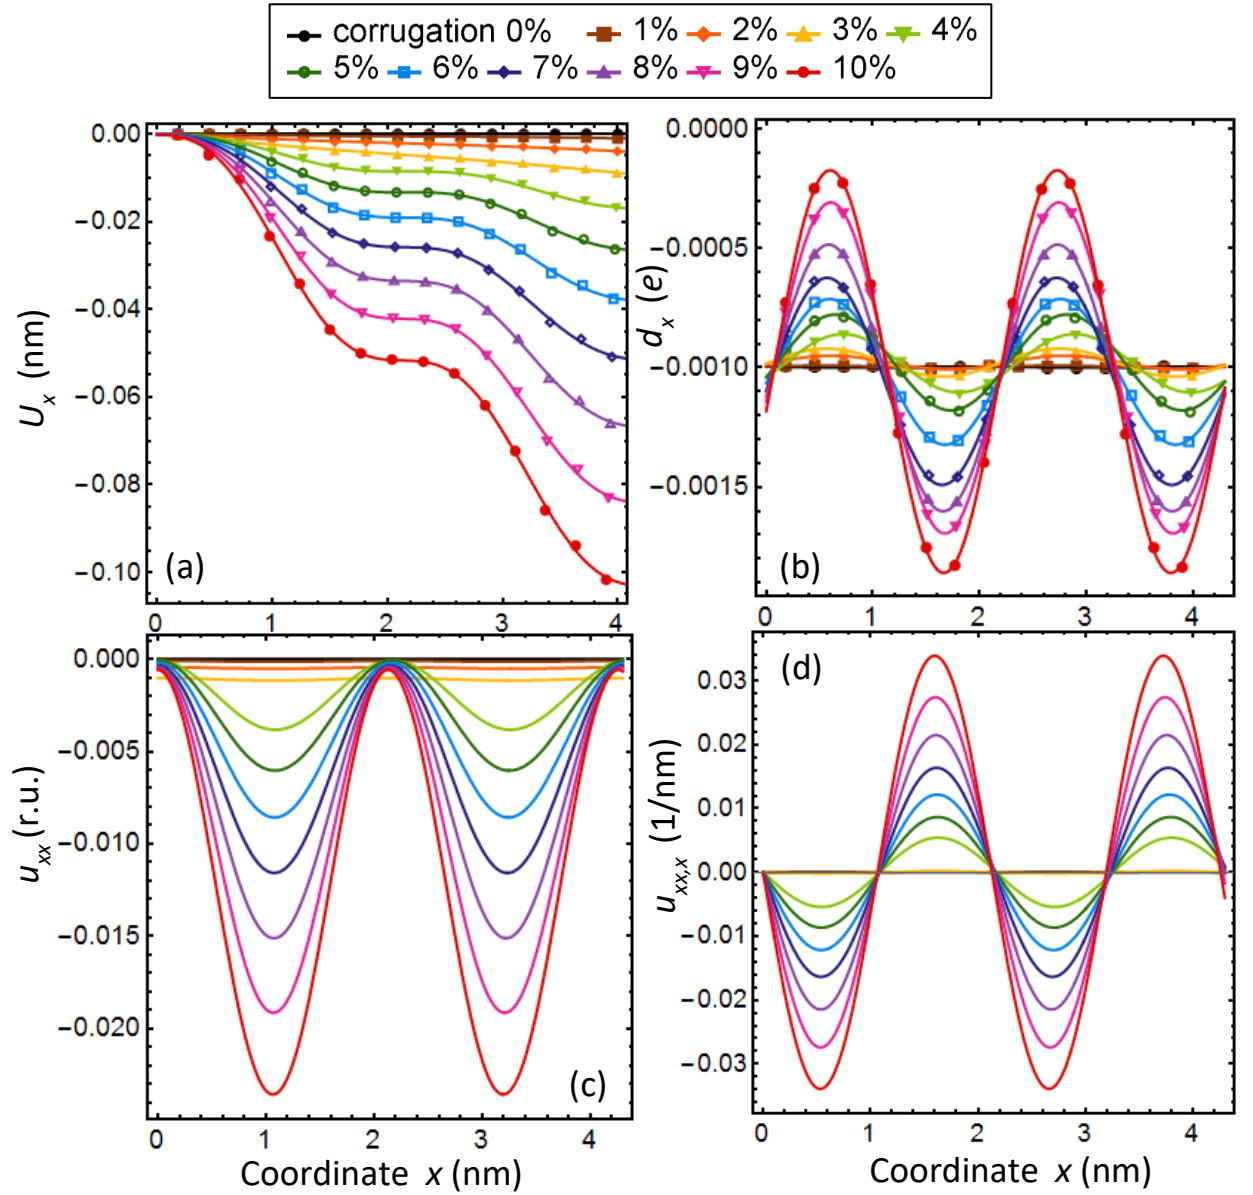 corrugation 0% 1% 2% 3% 4%
5% 6% 7% 8% 9% 10%
0.00
−0.02
−0.04
−0.06
−0.08
−0.10
U_x (nm)
(a)
0 1 2 3 4
0.0000
−0.0005
−0.0010
−0.0015
d_x (e)
(b)
0 1 2 3 4
0.000
−0.005
−0.010
−0.015
−0.020
u_xx (r.u.)
(c)
0 1 2 3 4
Coordinate x (nm)
0.03
0.02
0.01
0.00
−0.01
−0.02
−0.03
u_xx,x (1/nm)
(d)
0 1 2 3 4
Coordinate x (nm)